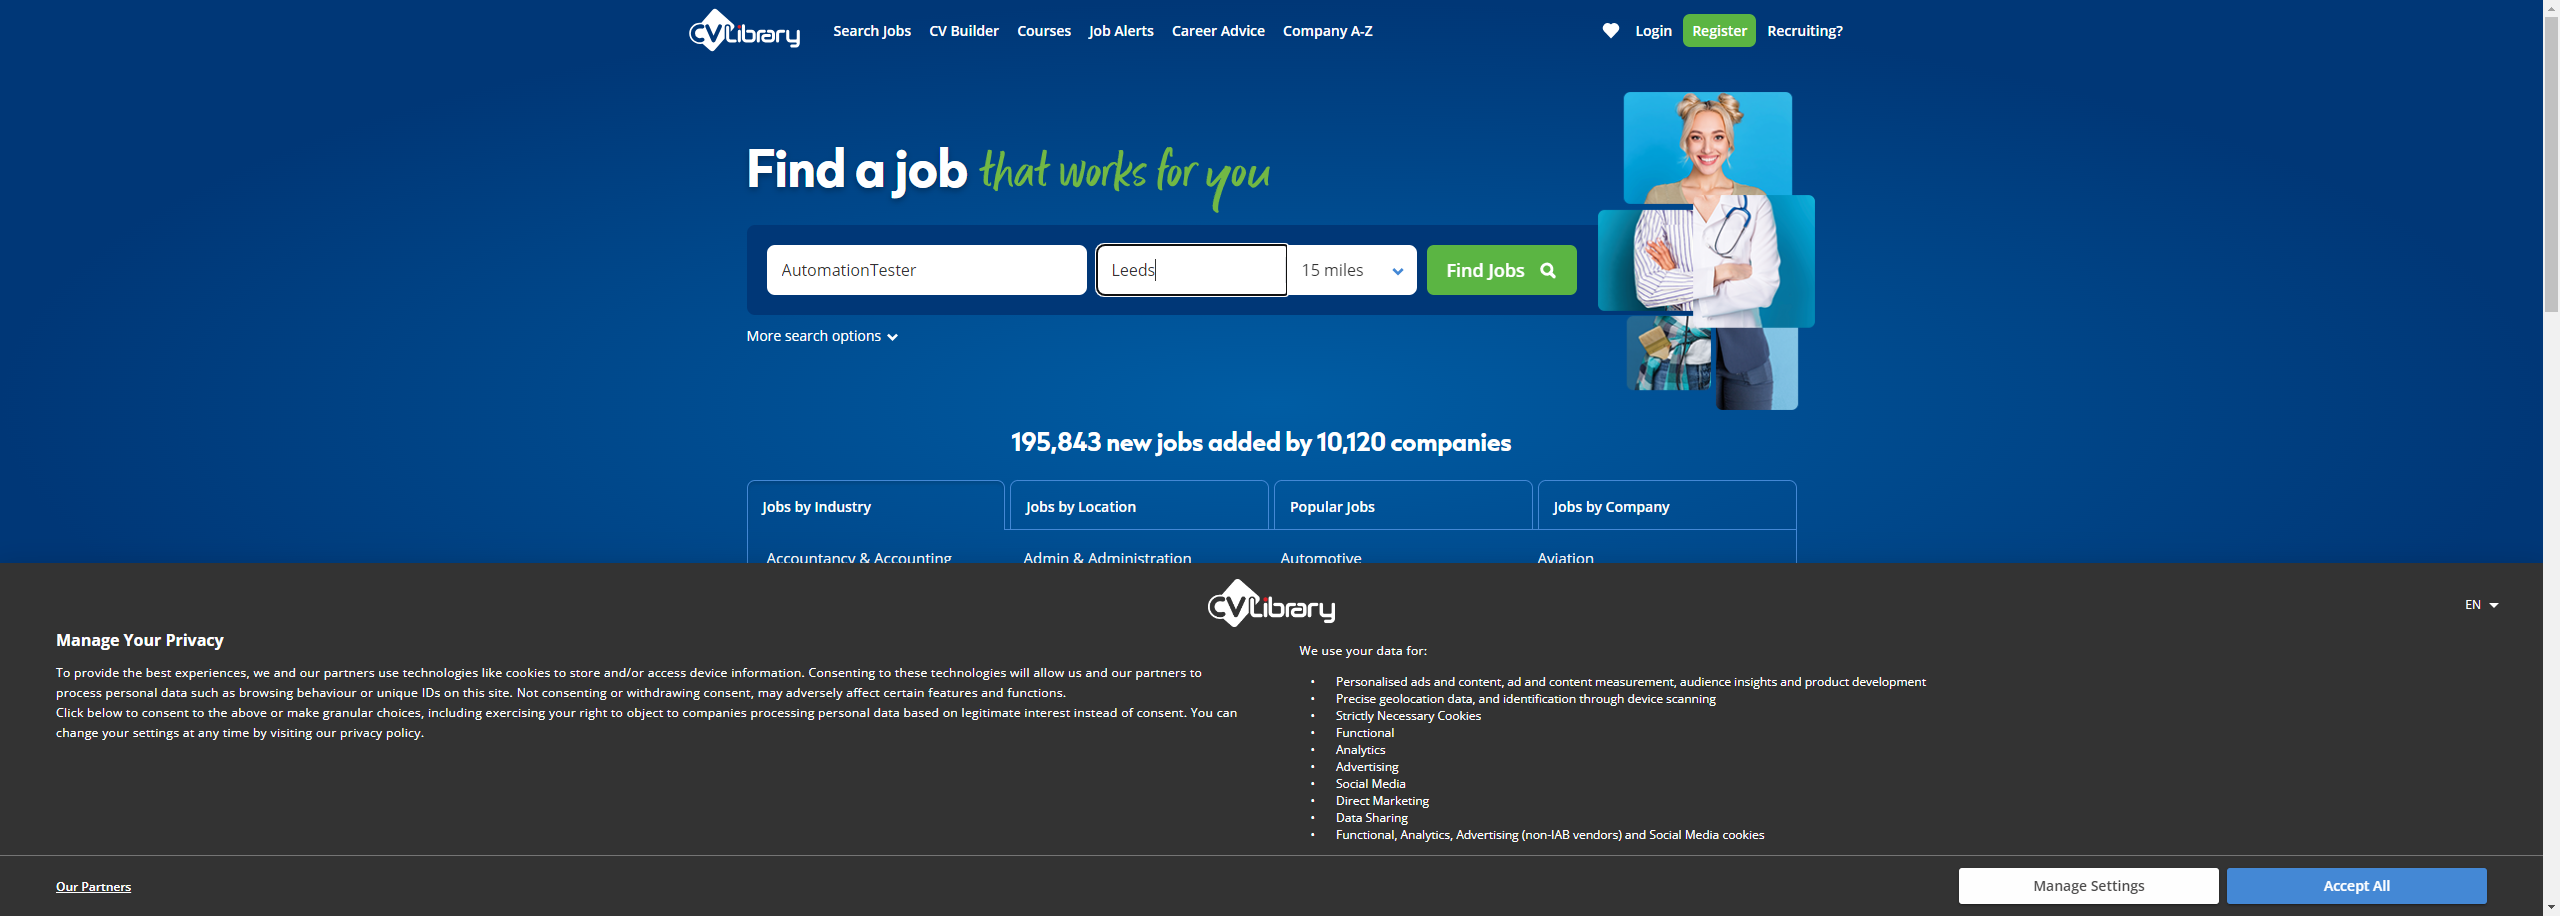 CVLibrary
Search Jobs CV Builder Courses Job Alerts Career Advice Company A-Z Login Register Recruiting?
Find a job that works for you
AutomationTester Leeds 15 miles Find Jobs
More search options
195,843 new jobs added by 10,120 companies
Jobs by Industry Jobs by Location Popular Jobs Jobs by Company
Accountancy & Accounting Admin & Administration Automotive Aviation
CVLibrary
EN
Manage Your Privacy
To provide the best experiences, we and our partners use technologies like cookies to store and/or access device information. Consenting to these technologies will allow us and our partners to
process personal data such as browsing behaviour or unique IDs on this site. Not consenting or withdrawing consent, may adversely affect certain features and functions.
Click below to consent to the above or make granular choices, including exercising your right to object to companies processing personal data based on legitimate interest instead of consent. You can
change your settings at any time by visiting our privacy policy.
We use your data for:
• Personalised ads and content, ad and content measurement, audience insights and product development
• Precise geolocation data, and identification through device scanning
• Strictly Necessary Cookies
• Functional
• Analytics
• Advertising
• Social Media
• Direct Marketing
• Data Sharing
• Functional, Analytics, Advertising (non-IAB vendors) and Social Media cookies
Our Partners
Manage Settings Accept All